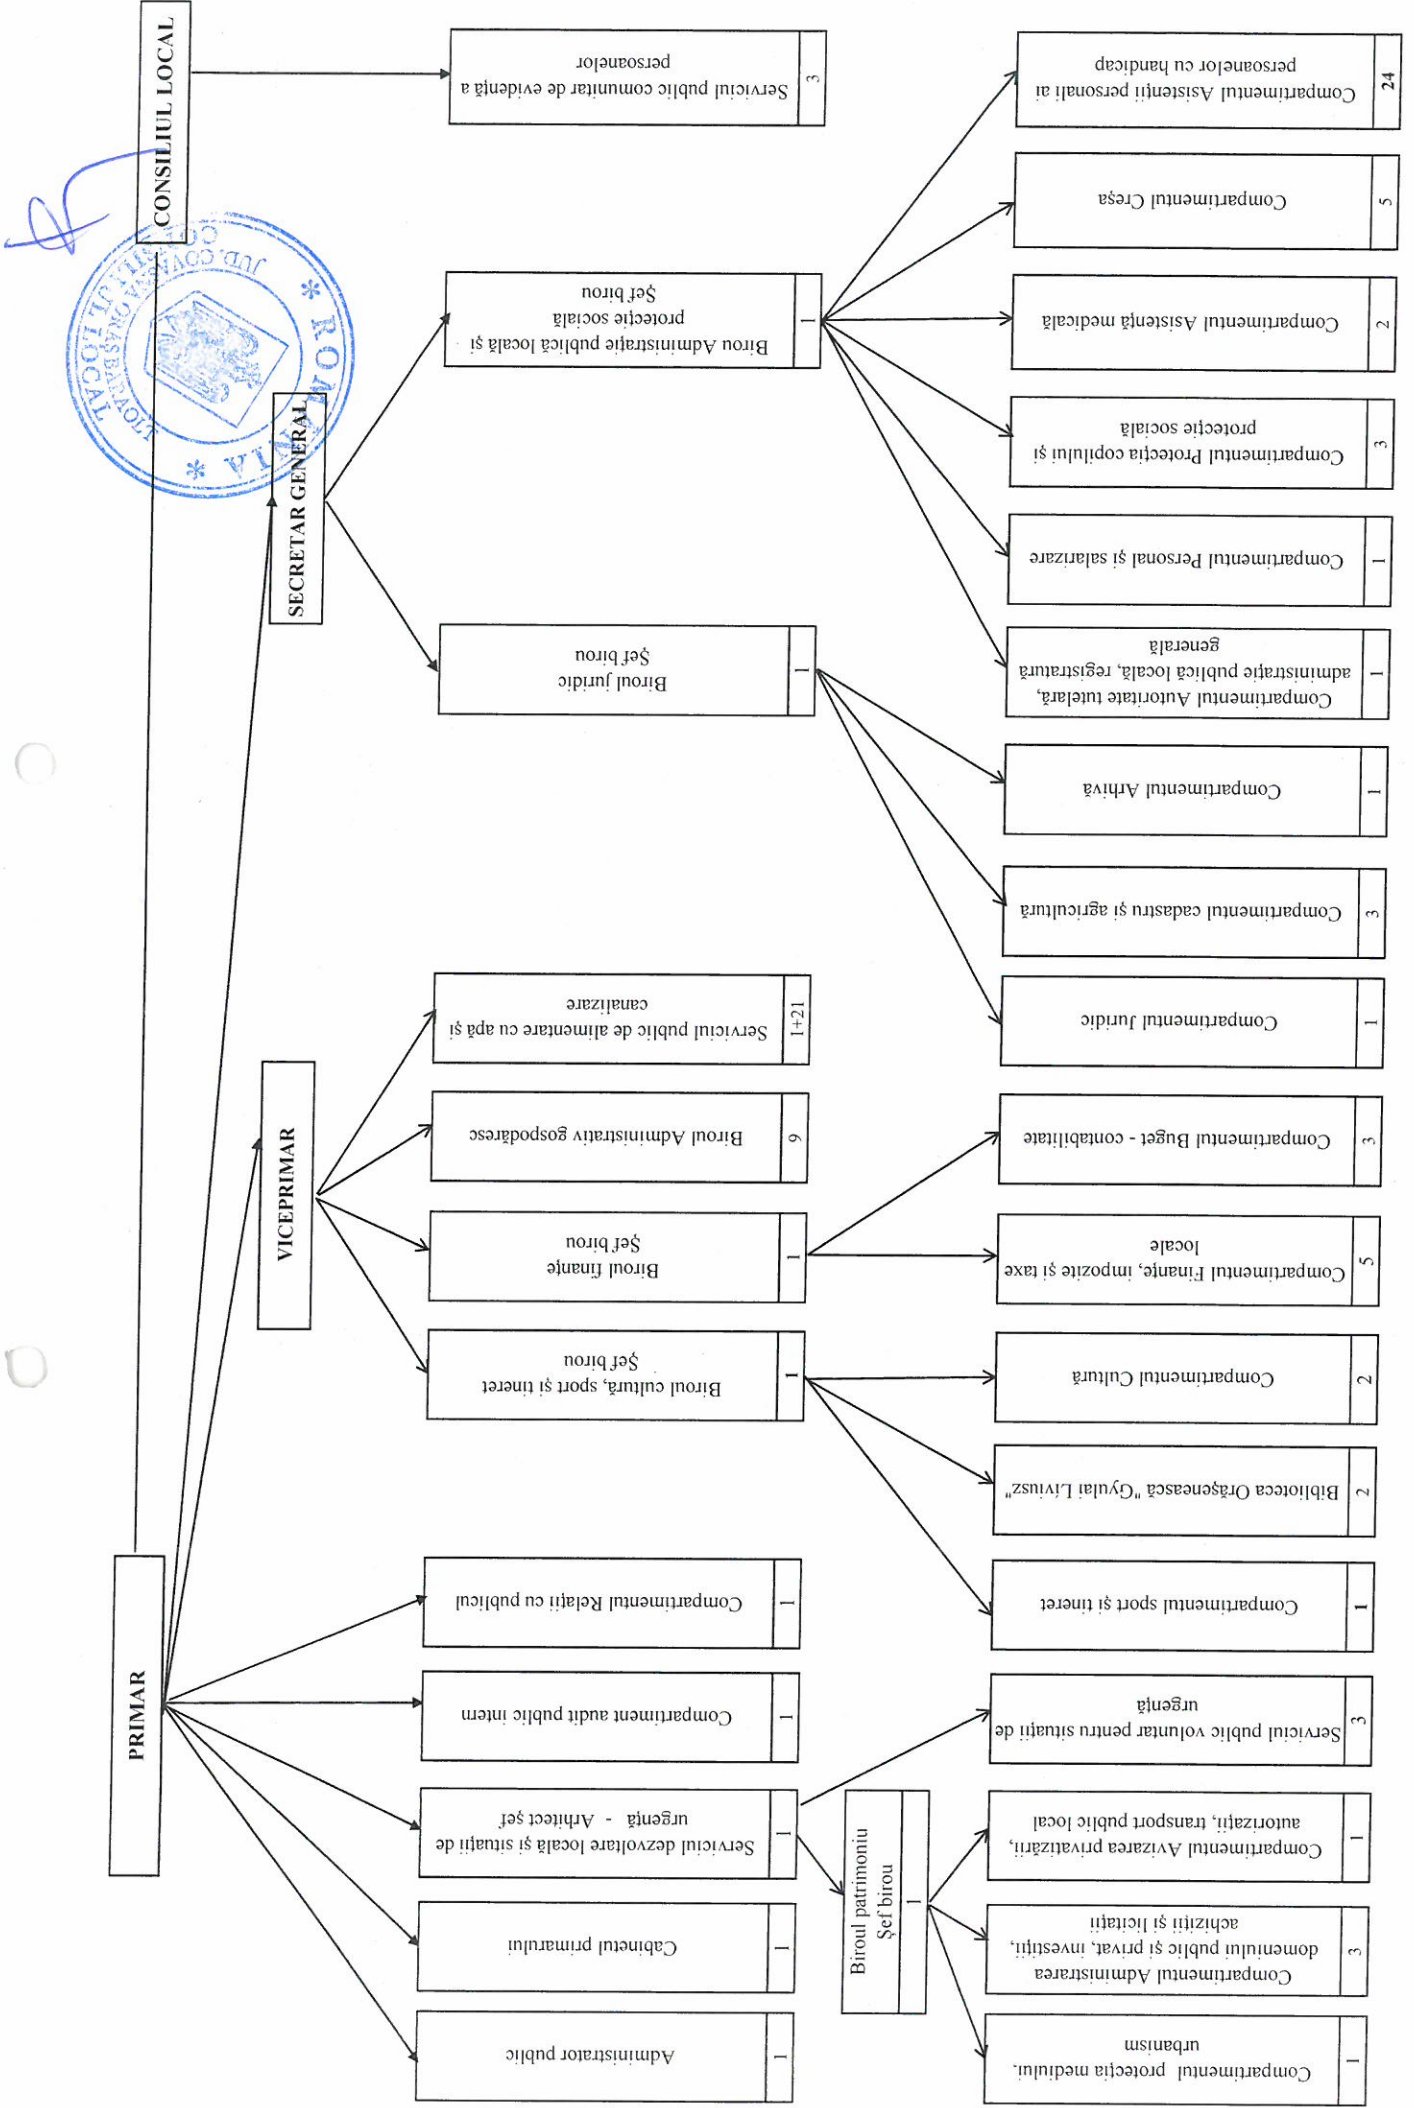 CONSILIUL LOCAL
PRIMAR
VICEPRIMAR
SECRETAR GENERAL
* ROMÂNIA *
CONSILIUL LOCAL
JUD. COVASNA
Administrator public
1
Cabinetul primarului
1
Serviciul dezvoltare locală și situații de
urgență - Arhitect șef
1
Compartiment audit public intern
1
Compartimentul Relații cu publicul
1
Biroul cultură, sport și tineret
Șef birou
1
Biroul finanțe
Șef birou
1
Biroul Administrativ gospodăresc
9
Serviciul public de alimentare cu apă și
canalizare
1+21
Biroul juridic
Șef birou
1
Birou Administrație publică locală și
protecție socială
Șef birou
1
Serviciul public comunitar de evidență a
persoanelor
3
Biroul patrimoniu
Șef birou
1
Compartimentul protecția mediului.
urbanism
1
Compartimentul Administrarea
domeniului public și privat, investiții,
achiziții și licitații
3
Compartimentul Avizarea privatizării,
autorizații, transport public local
1
Serviciul public voluntar pentru situații de
urgență
3
Compartimentul sport și tineret
1
Biblioteca Orășenească "Gyulai Líviusz"
2
Compartimentul Cultură
2
Compartimentul Finanțe, impozite și taxe
locale
5
Compartimentul Buget - contabilitate
3
Compartimentul Juridic
1
Compartimentul cadastru și agricultură
3
Compartimentul Arhivă
1
Compartimentul Autoritate tutelară,
administrație publică locală, registratură
generală
1
Compartimentul Personal și salarizare
1
Compartimentul Protecția copilului și
protecție socială
3
Compartimentul Asistență medicală
2
Compartimentul Creșa
5
Compartimentul Asistenții personali ai
persoanelor cu handicap
24